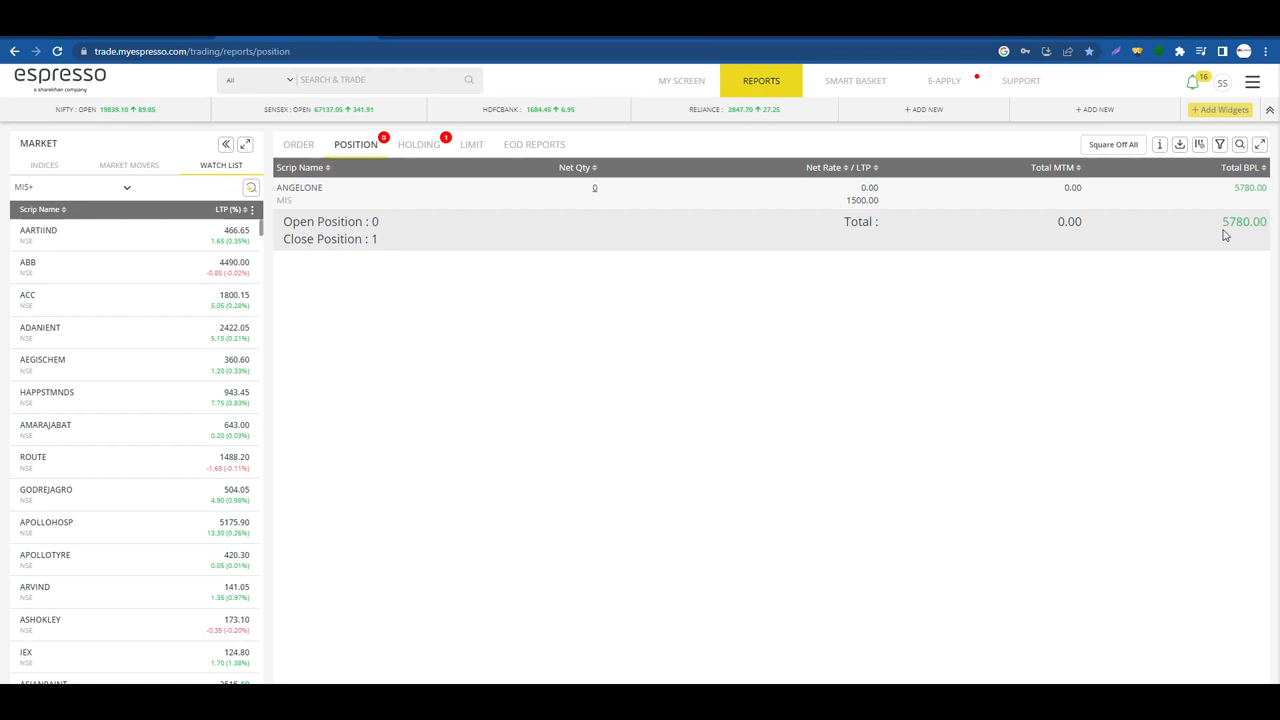 trade.myespresso.com/trading/reports/position
espresso
a sharekhan company
All
SEARCH & TRADE
MY SCREEN
REPORTS
SMART BASKET
E-APPLY
SUPPORT
16
SS
NIFTY : OPEN 19839.10 ↑ 89.85
SENSEX : OPEN 67137.05 ↑ 341.91
HDFCBANK : 1684.45 ↑ 6.95
RELIANCE : 2847.70 ↑ 27.25
+ ADD NEW
+ ADD NEW
+ Add Widgets
MARKET
INDICES
MARKET MOVERS
WATCH LIST
MIS+
Scrip Name
LTP (%)
AARTIIND 466.65
NSE 1.65 (0.35%)
ABB 4490.00
NSE -0.85 (-0.02%)
ACC 1800.15
NSE 5.05 (0.28%)
ADANIENT 2422.05
NSE 5.15 (0.21%)
AEGISCHEM 360.60
NSE 1.20 (0.33%)
HAPPSTMNDS 943.45
NSE 7.75 (0.83%)
AMARAJABAT 643.00
NSE 0.20 (0.03%)
ROUTE 1488.20
NSE -1.65 (-0.11%)
GODREJAGRO 504.05
NSE 4.90 (0.98%)
APOLLOHOSP 5175.90
NSE 13.30 (0.26%)
APOLLOTYRE 420.30
NSE 0.05 (0.01%)
ARVIND 141.05
NSE 1.35 (0.97%)
ASHOKLEY 173.10
NSE -0.35 (-0.20%)
IEX 124.80
NSE 1.70 (1.38%)
ORDER
POSITION 0
HOLDING 1
LIMIT
EOD REPORTS
Square Off All
Scrip Name Net Qty Net Rate / LTP Total MTM Total BPL
ANGELONE 0 0.00 0.00 5780.00
MIS 1500.00
Open Position : 0 Total : 0.00 5780.00
Close Position : 1